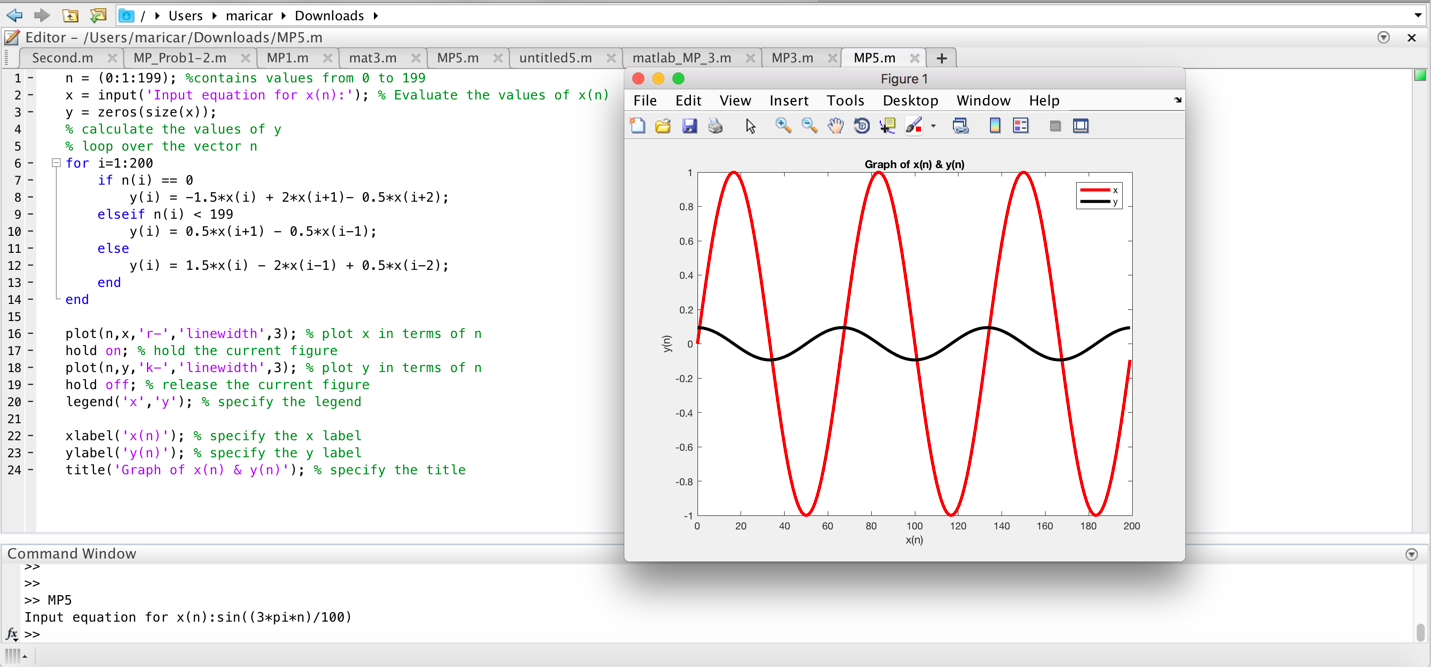 / ▸ Users ▸ maricar ▸ Downloads ▸
Editor – /Users/maricar/Downloads/MP5.m
Second.m MP_Prob1-2.m MP1.m mat3.m MP5.m untitled5.m matlab_MP_3.m MP3.m MP5.m +
1 - n = (0:1:199); %contains values from 0 to 199
2 - x = input('Input equation for x(n):'); % Evaluate the values of x(n)
3 - y = zeros(size(x));
4 % calculate the values of y
5 % loop over the vector n
6 - for i=1:200
7 - if n(i) == 0
8 - y(i) = -1.5*x(i) + 2*x(i+1)- 0.5*x(i+2);
9 - elseif n(i) < 199
10 - y(i) = 0.5*x(i+1) - 0.5*x(i-1);
11 - else
12 - y(i) = 1.5*x(i) - 2*x(i-1) + 0.5*x(i-2);
13 - end
14 - end
15
16 - plot(n,x,'r-','linewidth',3); % plot x in terms of n
17 - hold on; % hold the current figure
18 - plot(n,y,'k-','linewidth',3); % plot y in terms of n
19 - hold off; % release the current figure
20 - legend('x','y'); % specify the legend
21
22 - xlabel('x(n)'); % specify the x label
23 - ylabel('y(n)'); % specify the y label
24 - title('Graph of x(n) & y(n)'); % specify the title
Figure 1
File Edit View Insert Tools Desktop Window Help
Graph of x(n) & y(n)
x
y
1
0.8
0.6
0.4
0.2
0
-0.2
-0.4
-0.6
-0.8
-1
y(n)
0 20 40 60 80 100 120 140 160 180 200
x(n)
Command Window
>>
>>
>> MP5
Input equation for x(n):sin((3*pi*n)/100)
fx >>